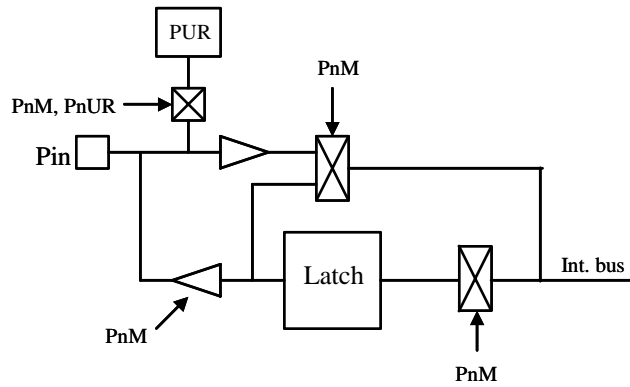 PUR
PnM
PnM, PnUR
Pin
Latch
Int. bus
PnM
PnM